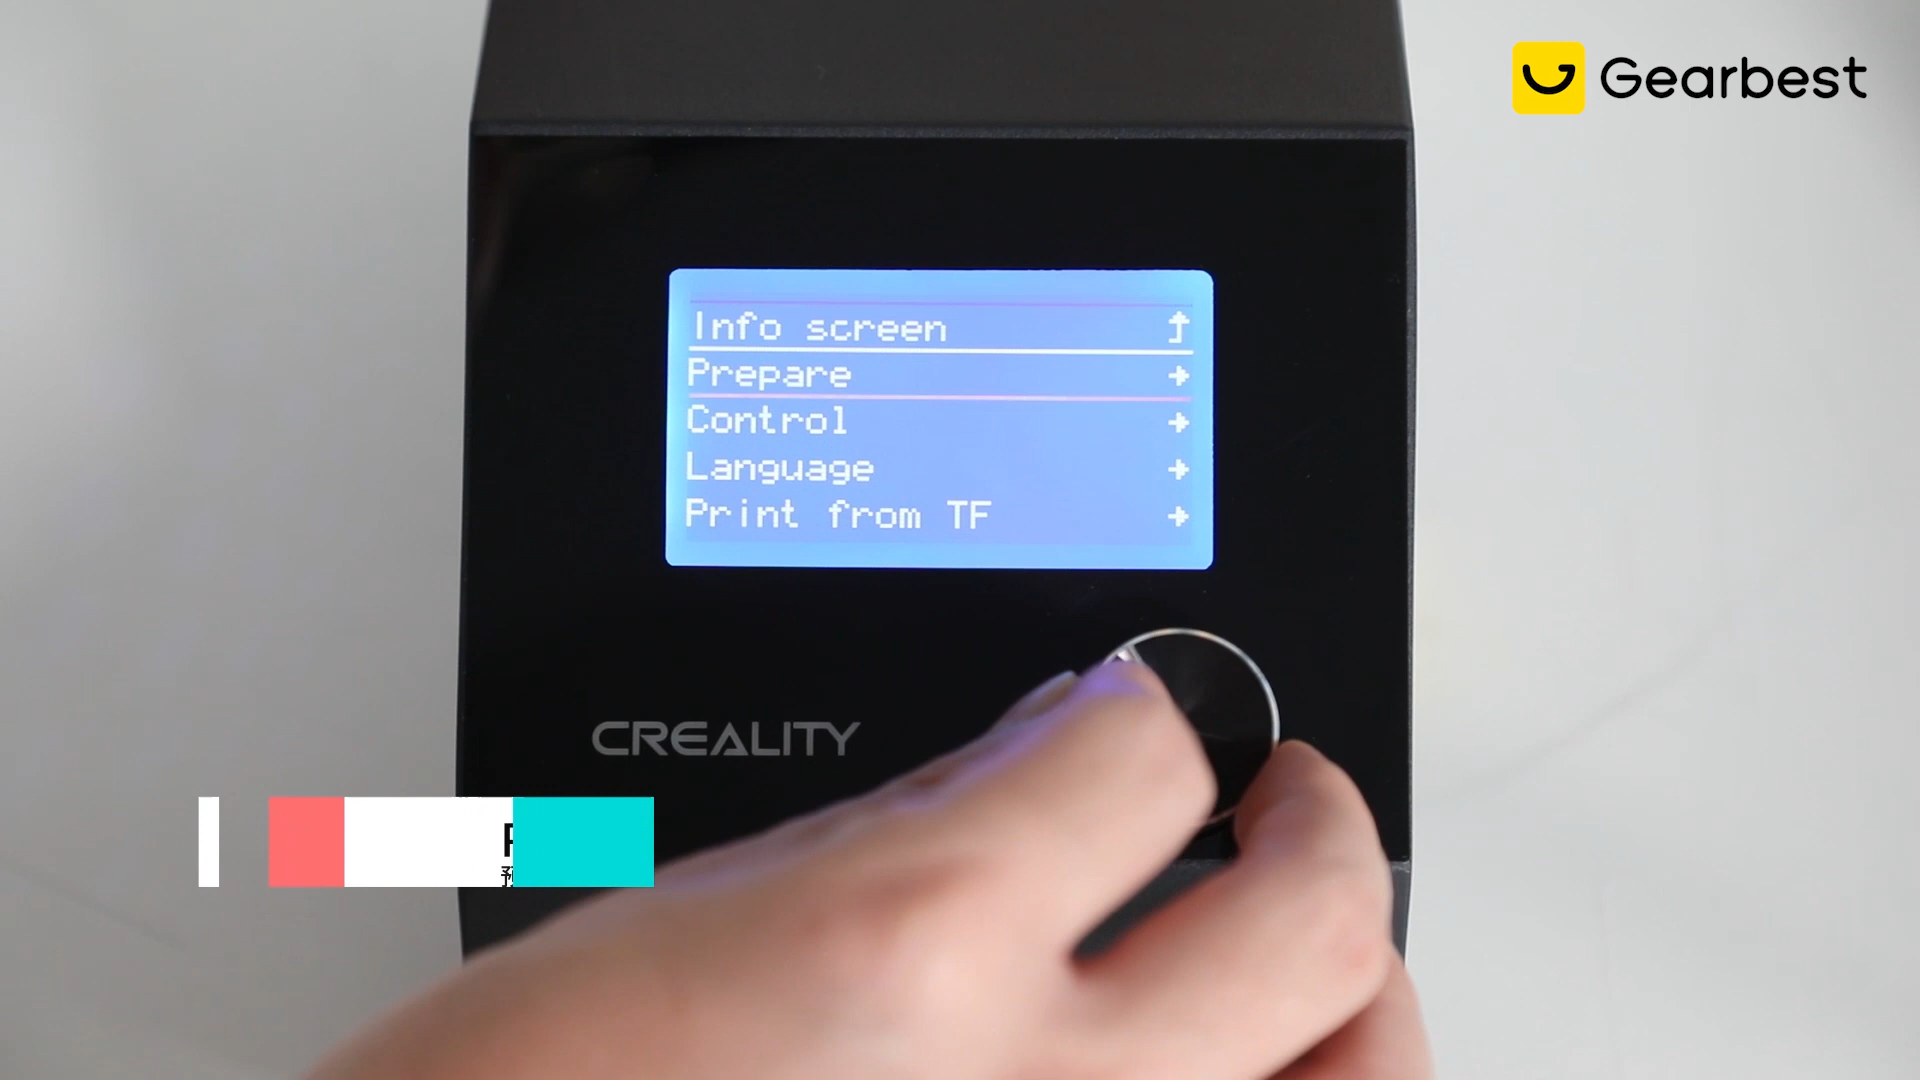 Gearbest
Info screen
Prepare
Control
Language
Print from TF
CREALITY